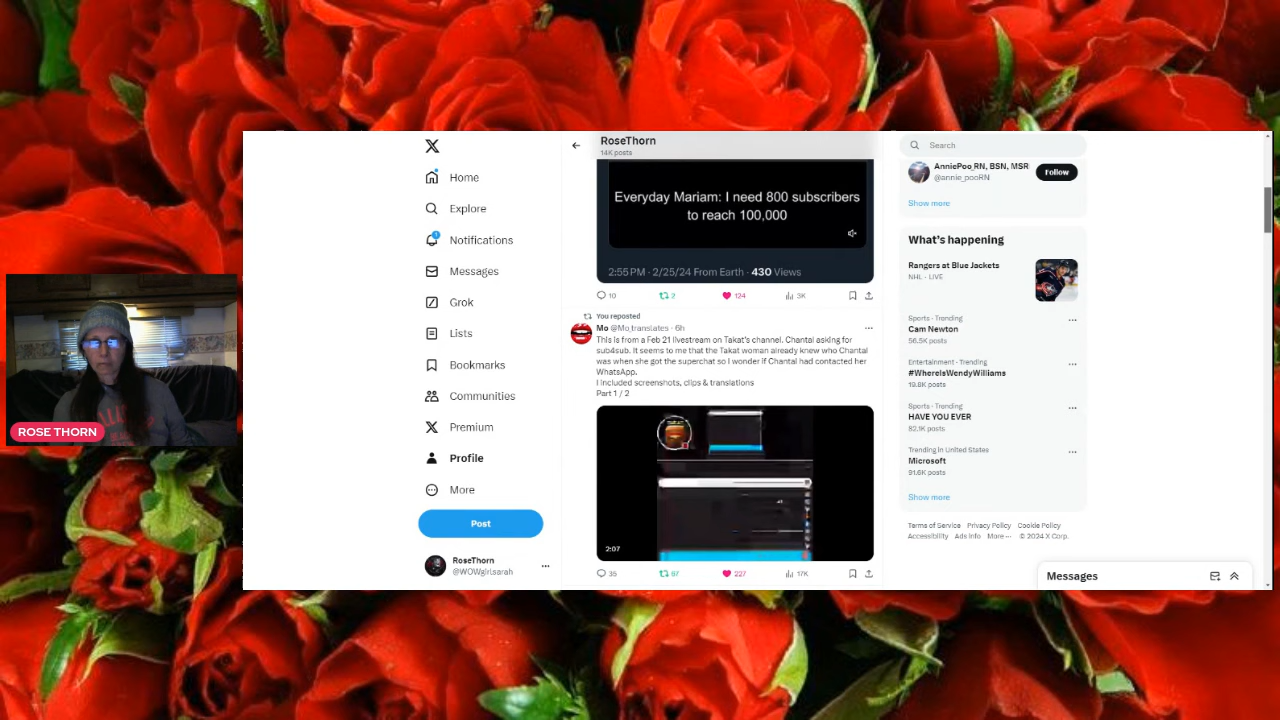 RoseThorn
14K posts
Everyday Mariam: I need 800 subscribers
to reach 100,000
2:55 PM · 2/25/24 From Earth · 430 Views
10
2
124
3K
You reposted
Mo @Mo_translates · 6h
This is from a Feb 21 livestream on Takat's channel. Chantal asking for
sub4sub. It seems to me that the Takat woman already knew who Chantal
was when she got the superchat so I wonder if Chantal had contacted her
WhatsApp.
I included screenshots, clips & translations
Part 1 / 2
2:07
35
67
227
17K
Home
Explore
1
Notifications
Messages
Grok
Lists
Bookmarks
Communities
Premium
Profile
More
Post
RoseThorn
@WOWgirlsarah
Search
AnniePoo_RN, BSN, MSR
@annie_pooRN
Follow
Show more
What's happening
Rangers at Blue Jackets
NHL · LIVE
Sports · Trending
Cam Newton
56.5K posts
Entertainment · Trending
#WhereIsWendyWilliams
19.8K posts
Sports · Trending
HAVE YOU EVER
82.1K posts
Trending in United States
Microsoft
91.6K posts
Show more
Terms of Service Privacy Policy Cookie Policy
Accessibility Ads info More ··· © 2024 X Corp.
Messages
ROSE THORN